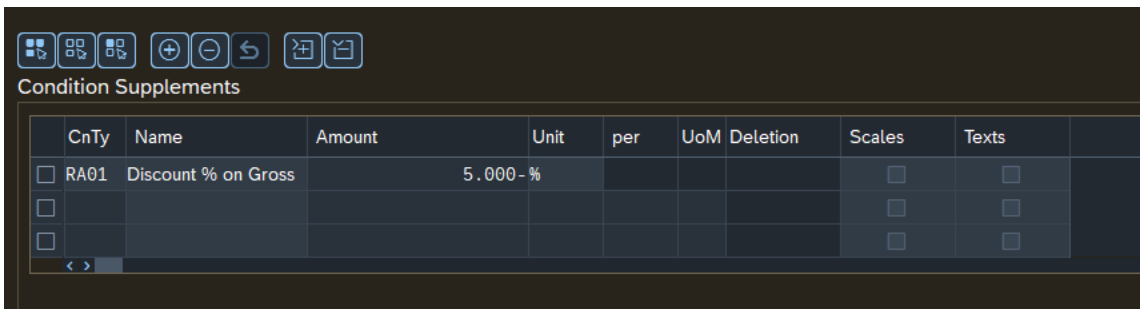 Condition Supplements
CnTy Name Amount Unit per UoM Deletion Scales Texts
RA01 Discount % on Gross 5.000- %